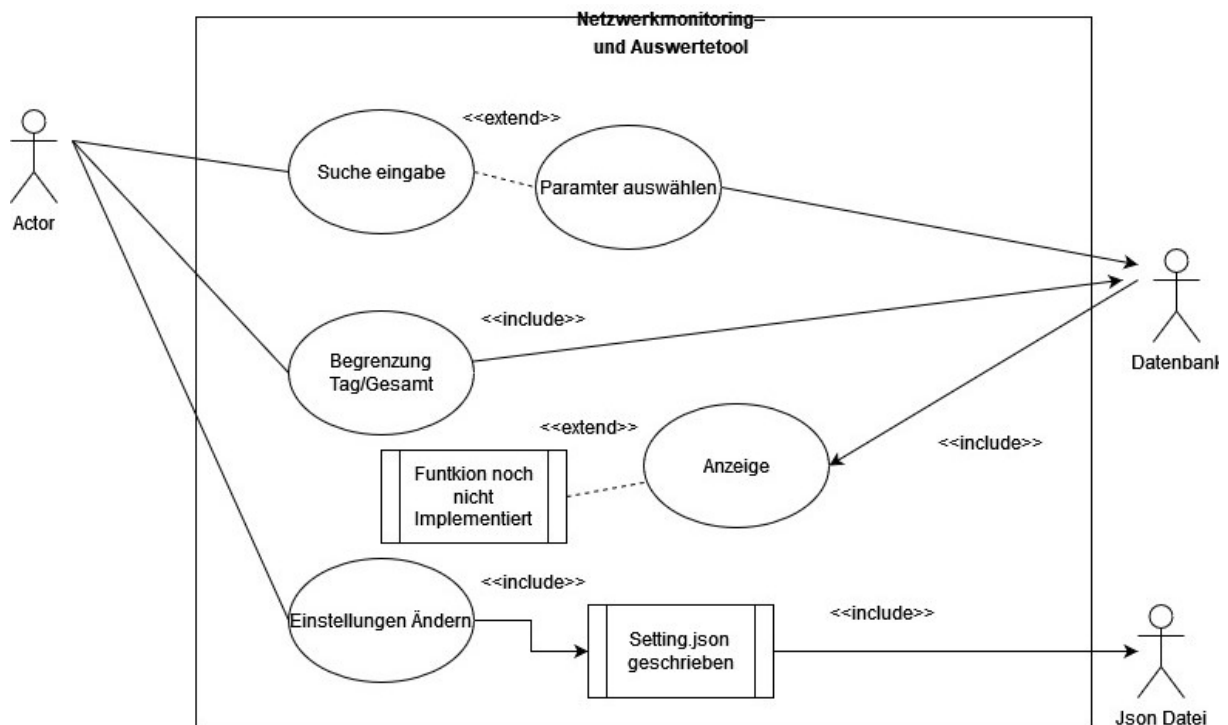 Netzwerkmonitoring–
und Auswertetool
<<extend>>
Suche eingabe
Paramter auswählen
Actor
<<include>>
Begrenzung
Tag/Gesamt
Datenbank
<<extend>>
<<include>>
Anzeige
Funtkion noch
nicht
Implementiert
<<include>>
<<include>>
Einstellungen Ändern
Setting.json
geschrieben
Json Datei